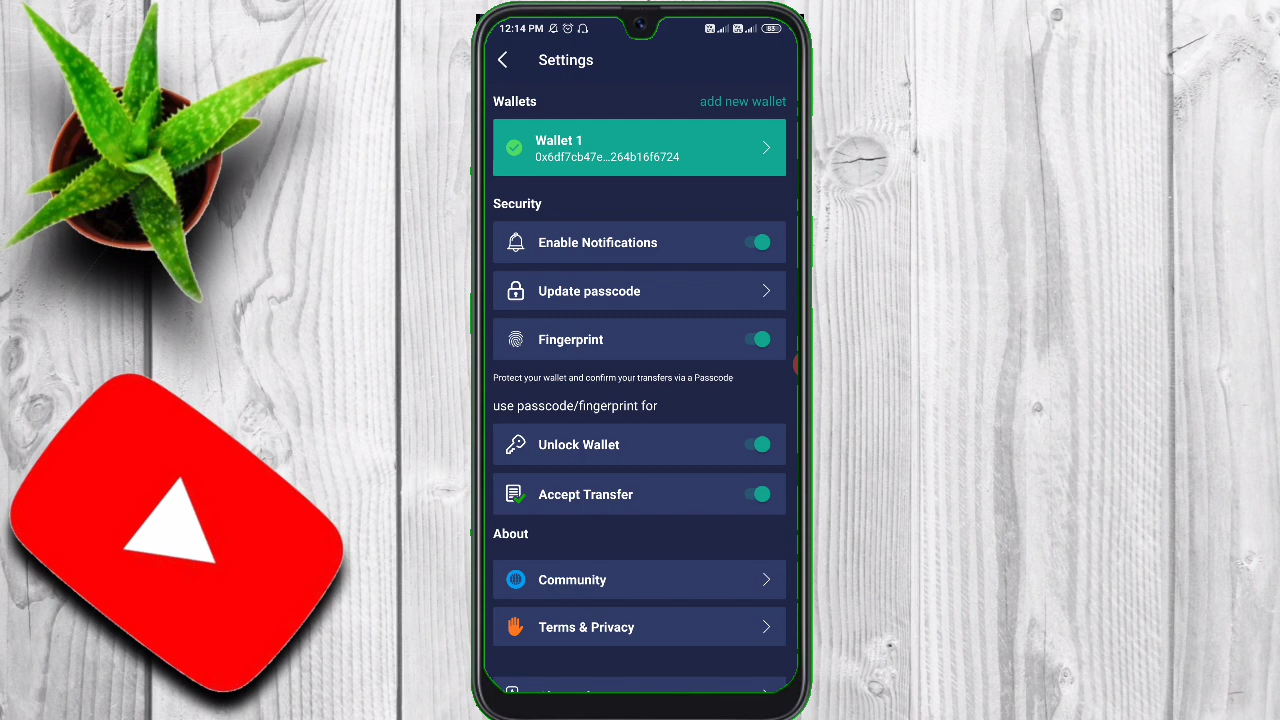 12:14 PM
83
Settings
Wallets
add new wallet
Wallet 1
0x6df7cb47e...264b16f6724
Security
Enable Notifications
Update passcode
Fingerprint
Protect your wallet and confirm your transfers via a Passcode
use passcode/fingerprint for
Unlock Wallet
Accept Transfer
About
Community
Terms & Privacy